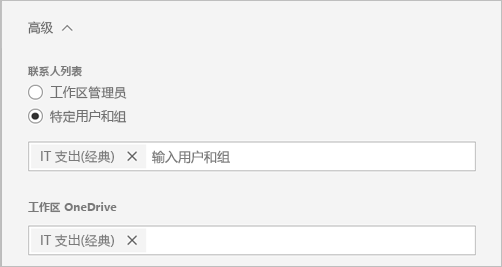 高级
联系人列表
工作区管理员
特定用户和组
IT 支出(经典) 输入用户和组
工作区 OneDrive
IT 支出(经典)